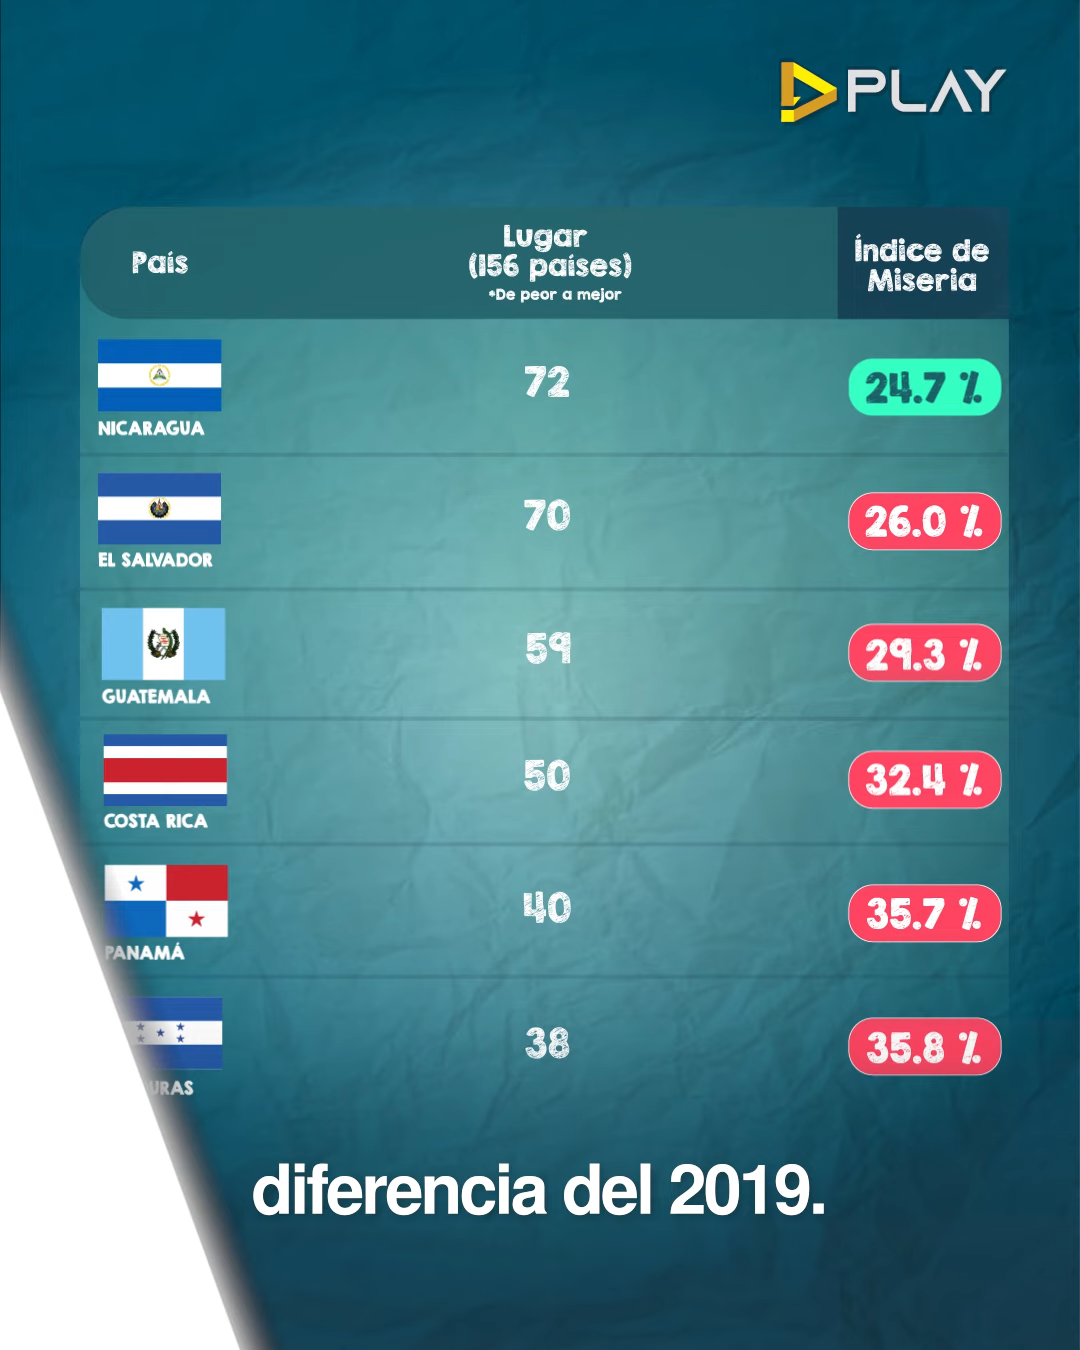 PLAY
País
Lugar
(156 países)
*De peor a mejor
Índice de
Miseria
NICARAGUA
72
24.7 %
EL SALVADOR
70
26.0 %
GUATEMALA
59
29.3 %
COSTA RICA
50
32.4 %
PANAMÁ
40
35.7 %
38
35.8 %
diferencia del 2019.